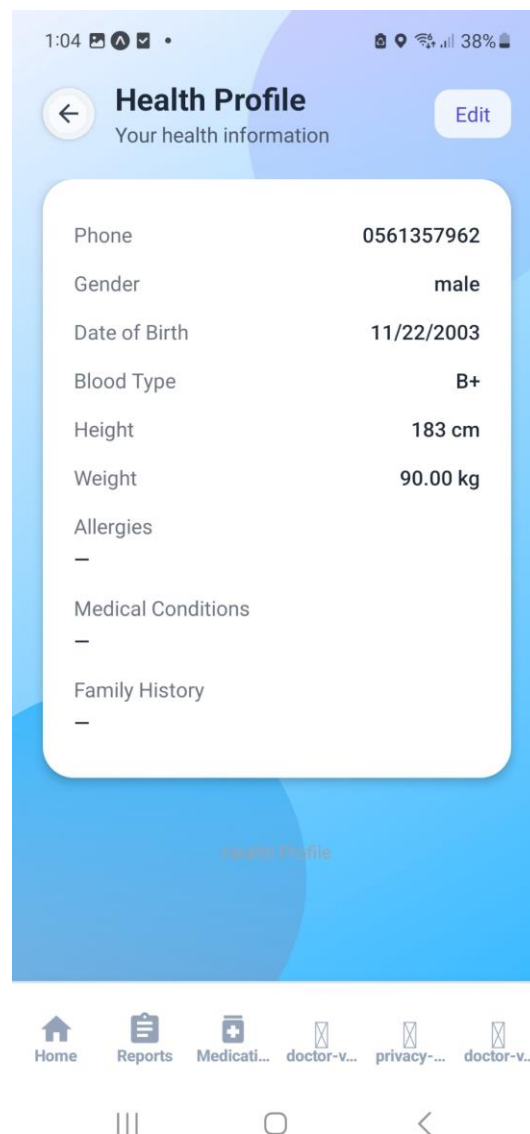 1:04 38%
Health Profile
Your health information
Edit
Phone 0561357962
Gender male
Date of Birth 11/22/2003
Blood Type B+
Height 183 cm
Weight 90.00 kg
Allergies
—
Medical Conditions
—
Family History
—
Health Profile
Home Reports Medicati... doctor-v... privacy-... doctor-v...